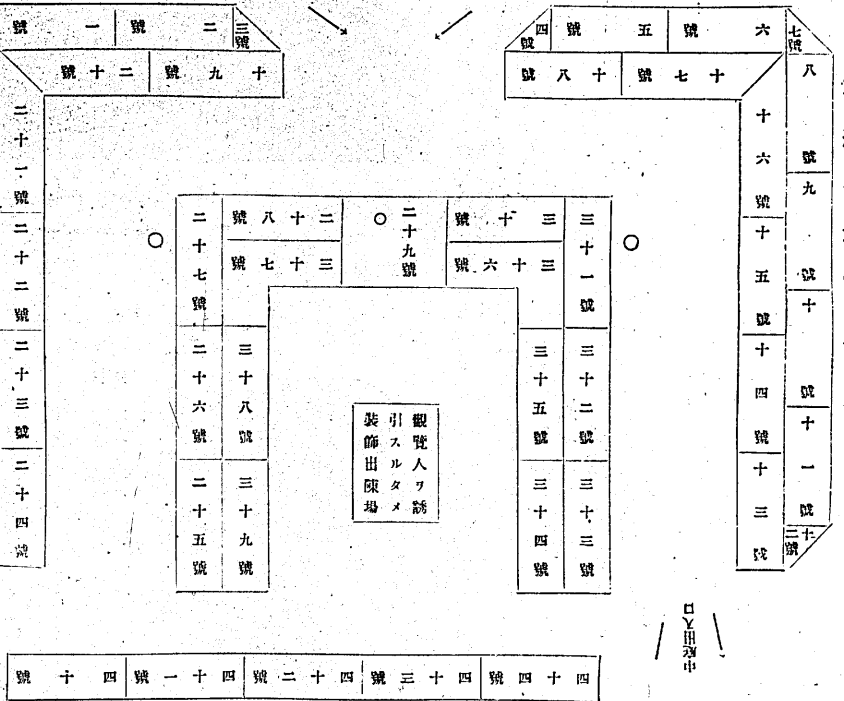 一號
二號
三號
四號
五號
六號
七號
八號
九號
十號
十一號
十二號
十三號
十四號
十五號
十六號
十七號
十八號
十九號
二十號
二十一號
二十二號
二十三號
二十四號
二十五號
二十六號
二十七號
二十八號
二十九號
三十號
三十一號
三十二號
三十三號
三十四號
三十五號
三十六號
三十七號
三十八號
三十九號
四十號
四十一號
四十二號
四十三號
四十四號
觀覽人ヲ誘
引スルタメ
裝飾出陳場
中庭出入口